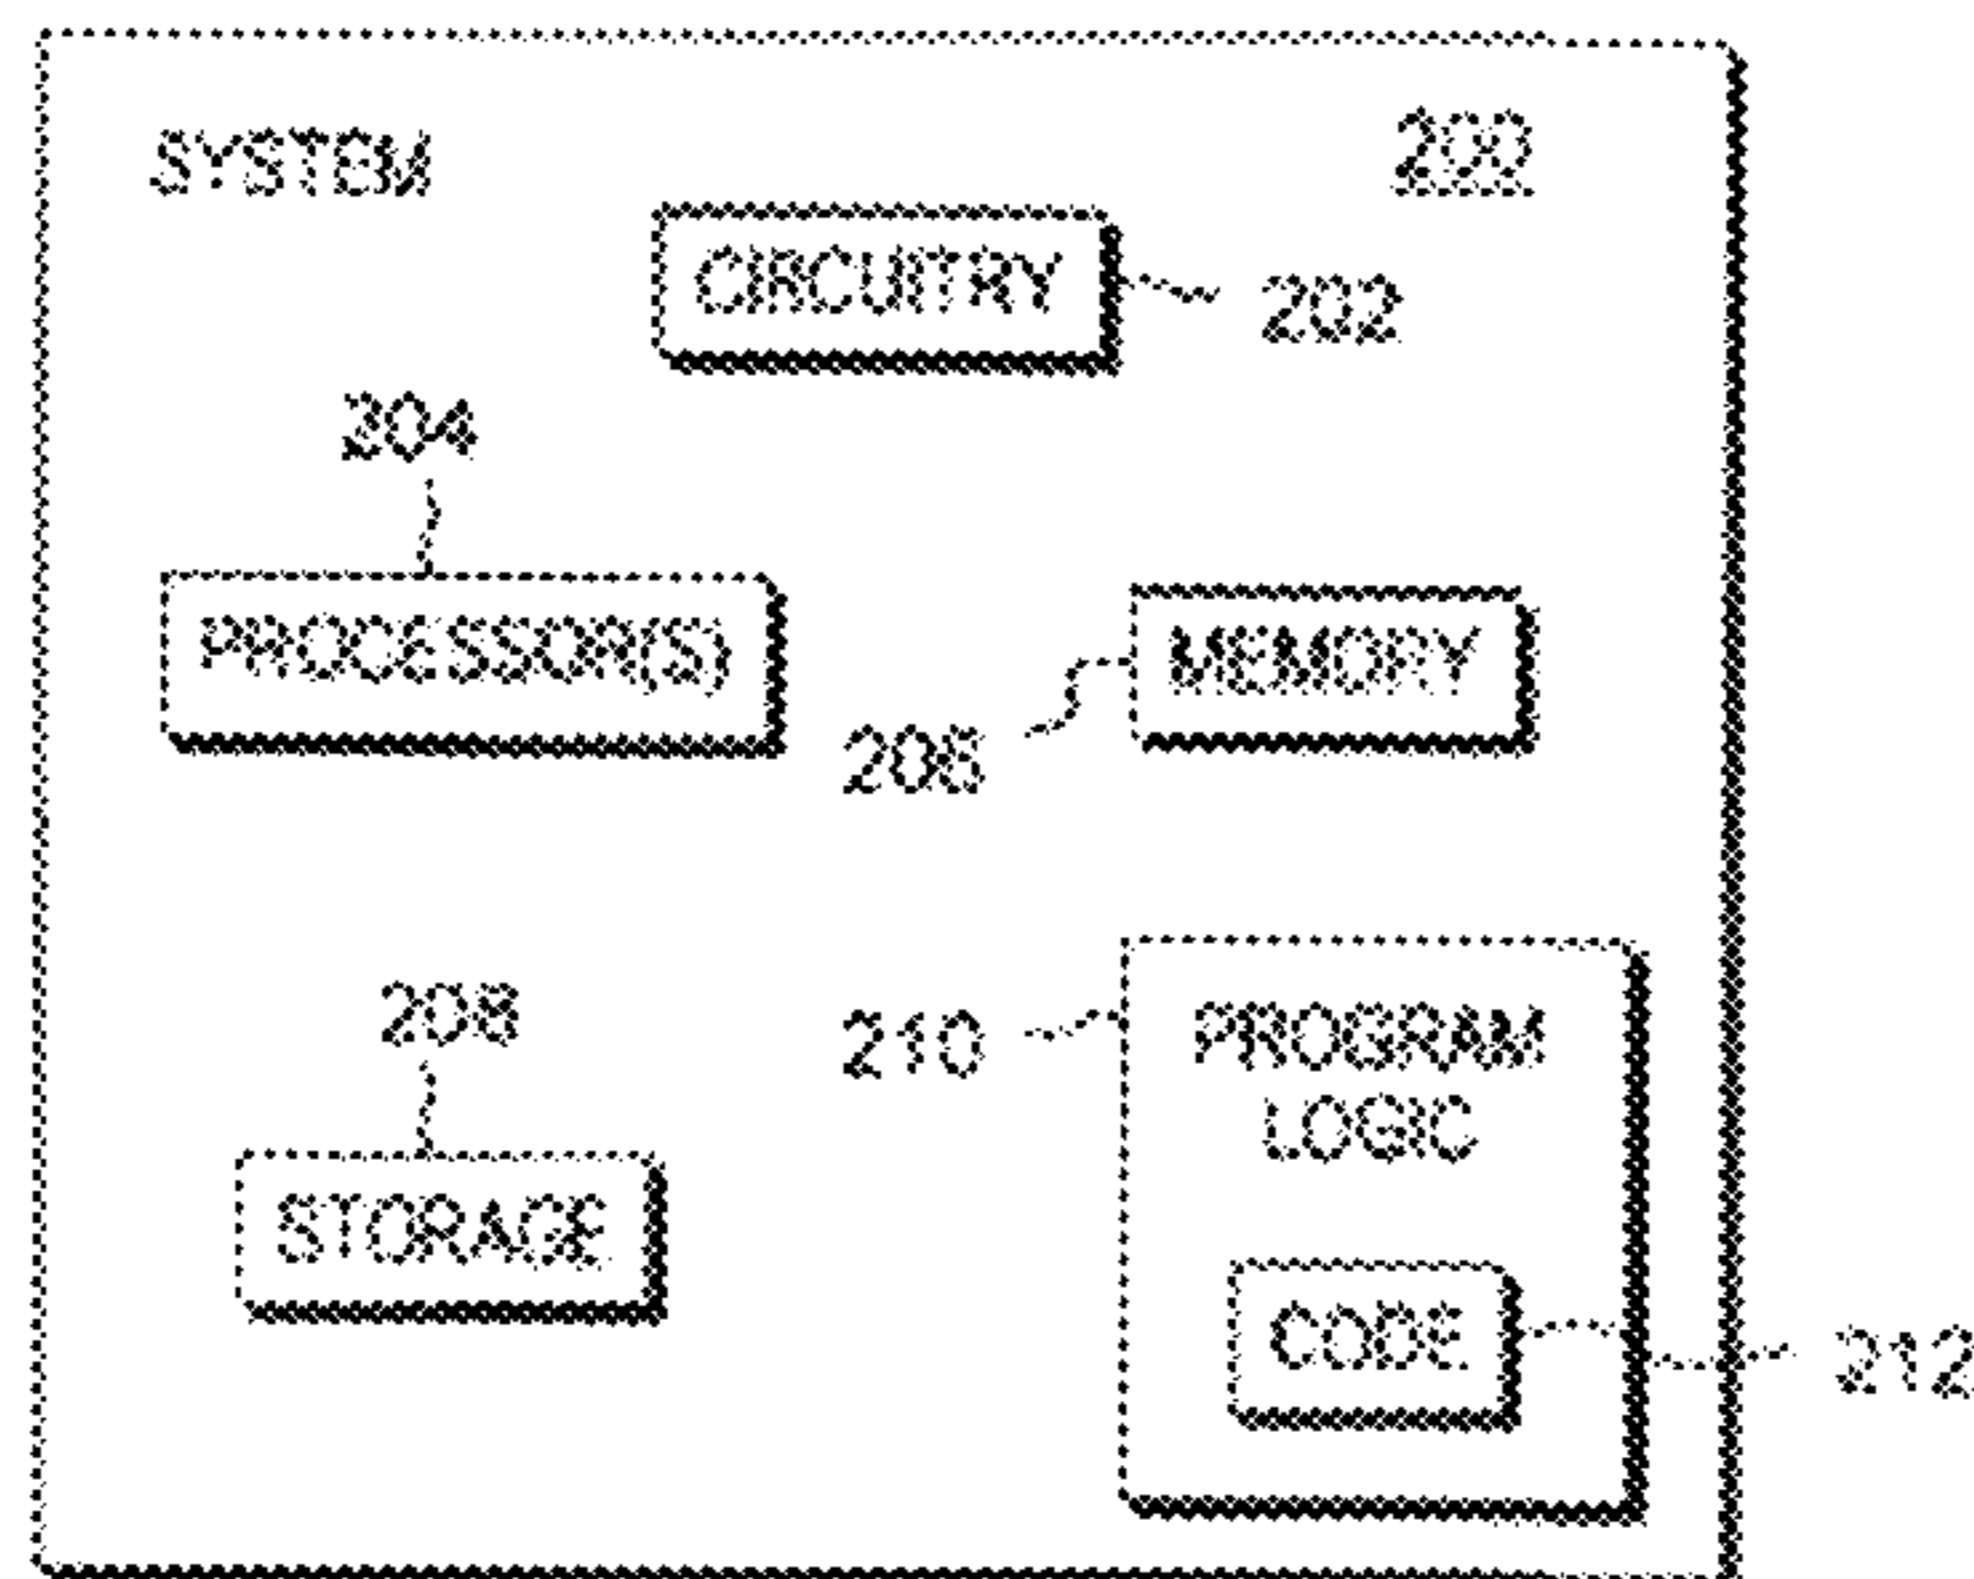 SYSTEM
200
CIRCUITRY
202
204
PROCESSOR(S)
MEMORY
206
208
STORAGE
210
PROGRAM
LOGIC
CODE
212